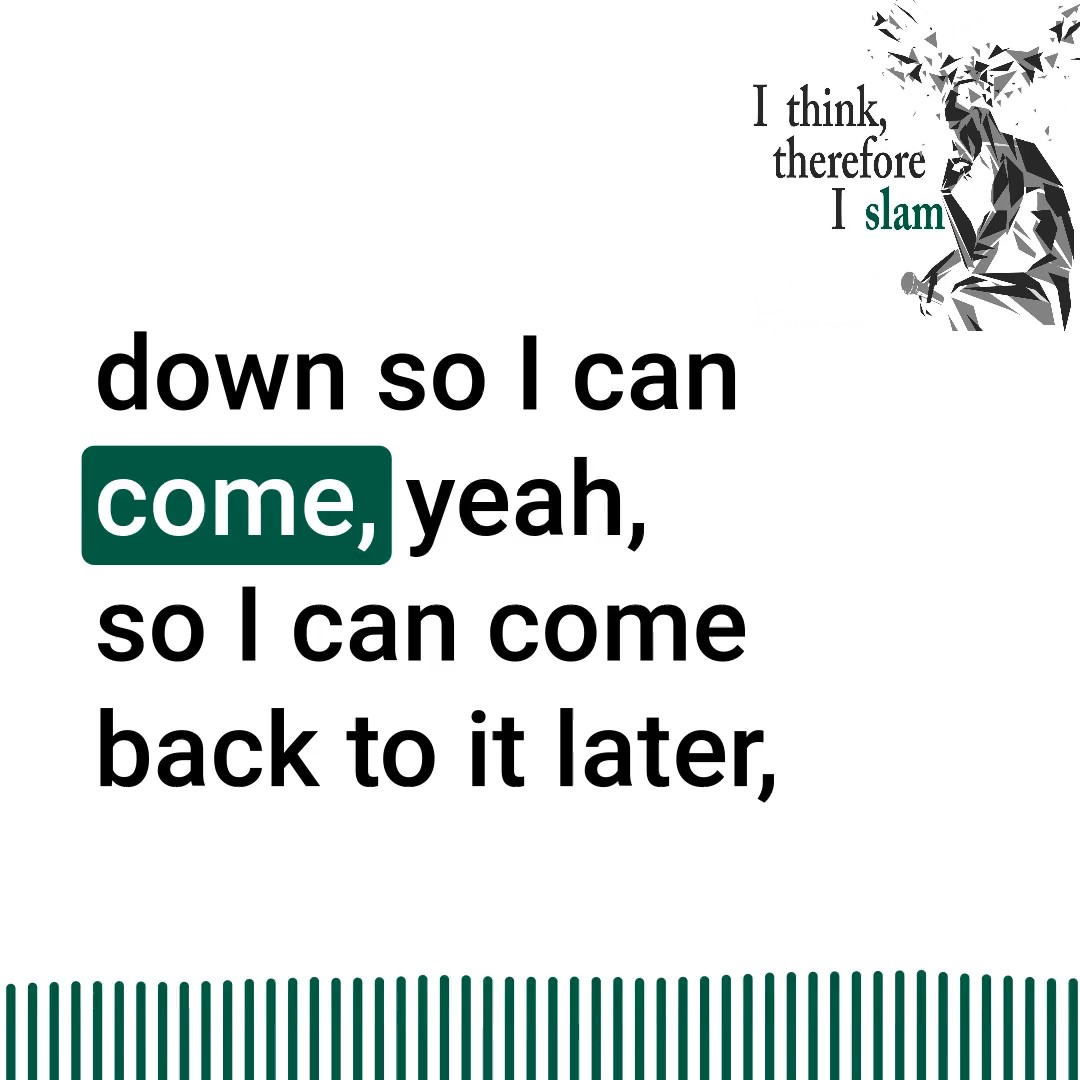 I think,
therefore
I slam
down so I can
come, yeah,
so I can come
back to it later,